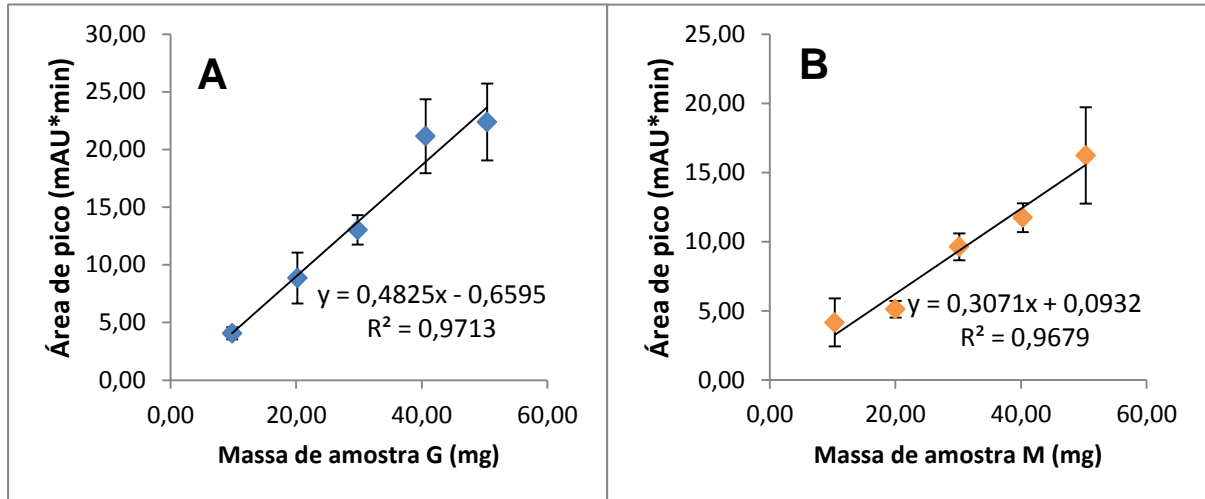 A
Área de pico (mAU*min)
30,00
25,00
20,00
15,00
10,00
5,00
0,00
y = 0,4825x - 0,6595
R² = 0,9713
0,00 20,00 40,00 60,00
Massa de amostra G (mg)
B
Área de pico (mAU*min)
25,00
20,00
15,00
10,00
5,00
0,00
y = 0,3071x + 0,0932
R² = 0,9679
0,00 20,00 40,00 60,00
Massa de amostra M (mg)